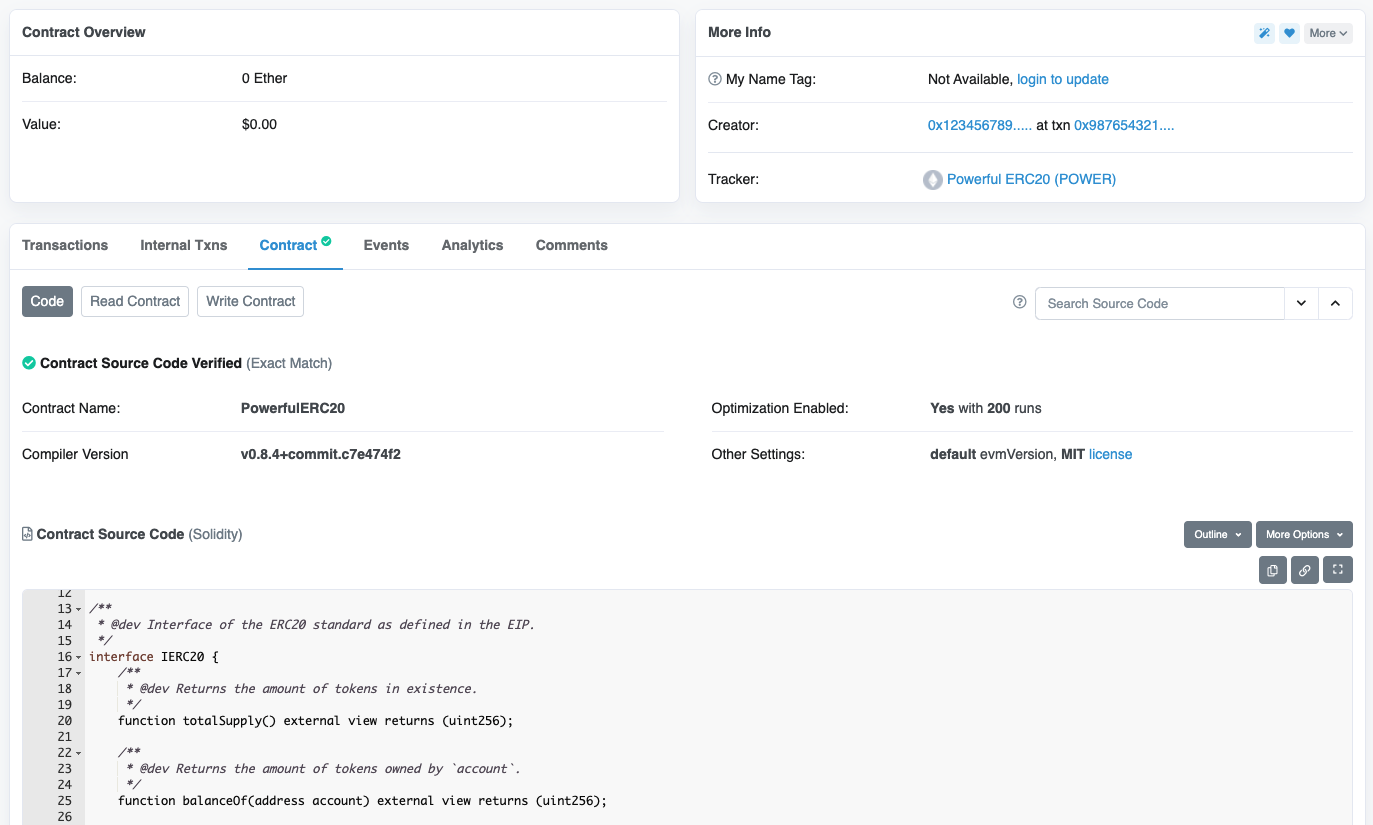 Contract Overview
Balance: 0 Ether
Value: $0.00
More Info
More
My Name Tag: Not Available, login to update
Creator: 0x123456789..... at txn 0x987654321....
Tracker: Powerful ERC20 (POWER)
Transactions Internal Txns Contract Events Analytics Comments
Code Read Contract Write Contract
Search Source Code
Contract Source Code Verified (Exact Match)
Contract Name: PowerfulERC20
Optimization Enabled: Yes with 200 runs
Compiler Version v0.8.4+commit.c7e474f2
Other Settings: default evmVersion, MIT license
Contract Source Code (Solidity)
Outline More Options
12
13 /**
14 * @dev Interface of the ERC20 standard as defined in the EIP.
15 */
16 interface IERC20 {
17 /**
18 * @dev Returns the amount of tokens in existence.
19 */
20 function totalSupply() external view returns (uint256);
21
22 /**
23 * @dev Returns the amount of tokens owned by `account`.
24 */
25 function balanceOf(address account) external view returns (uint256);
26